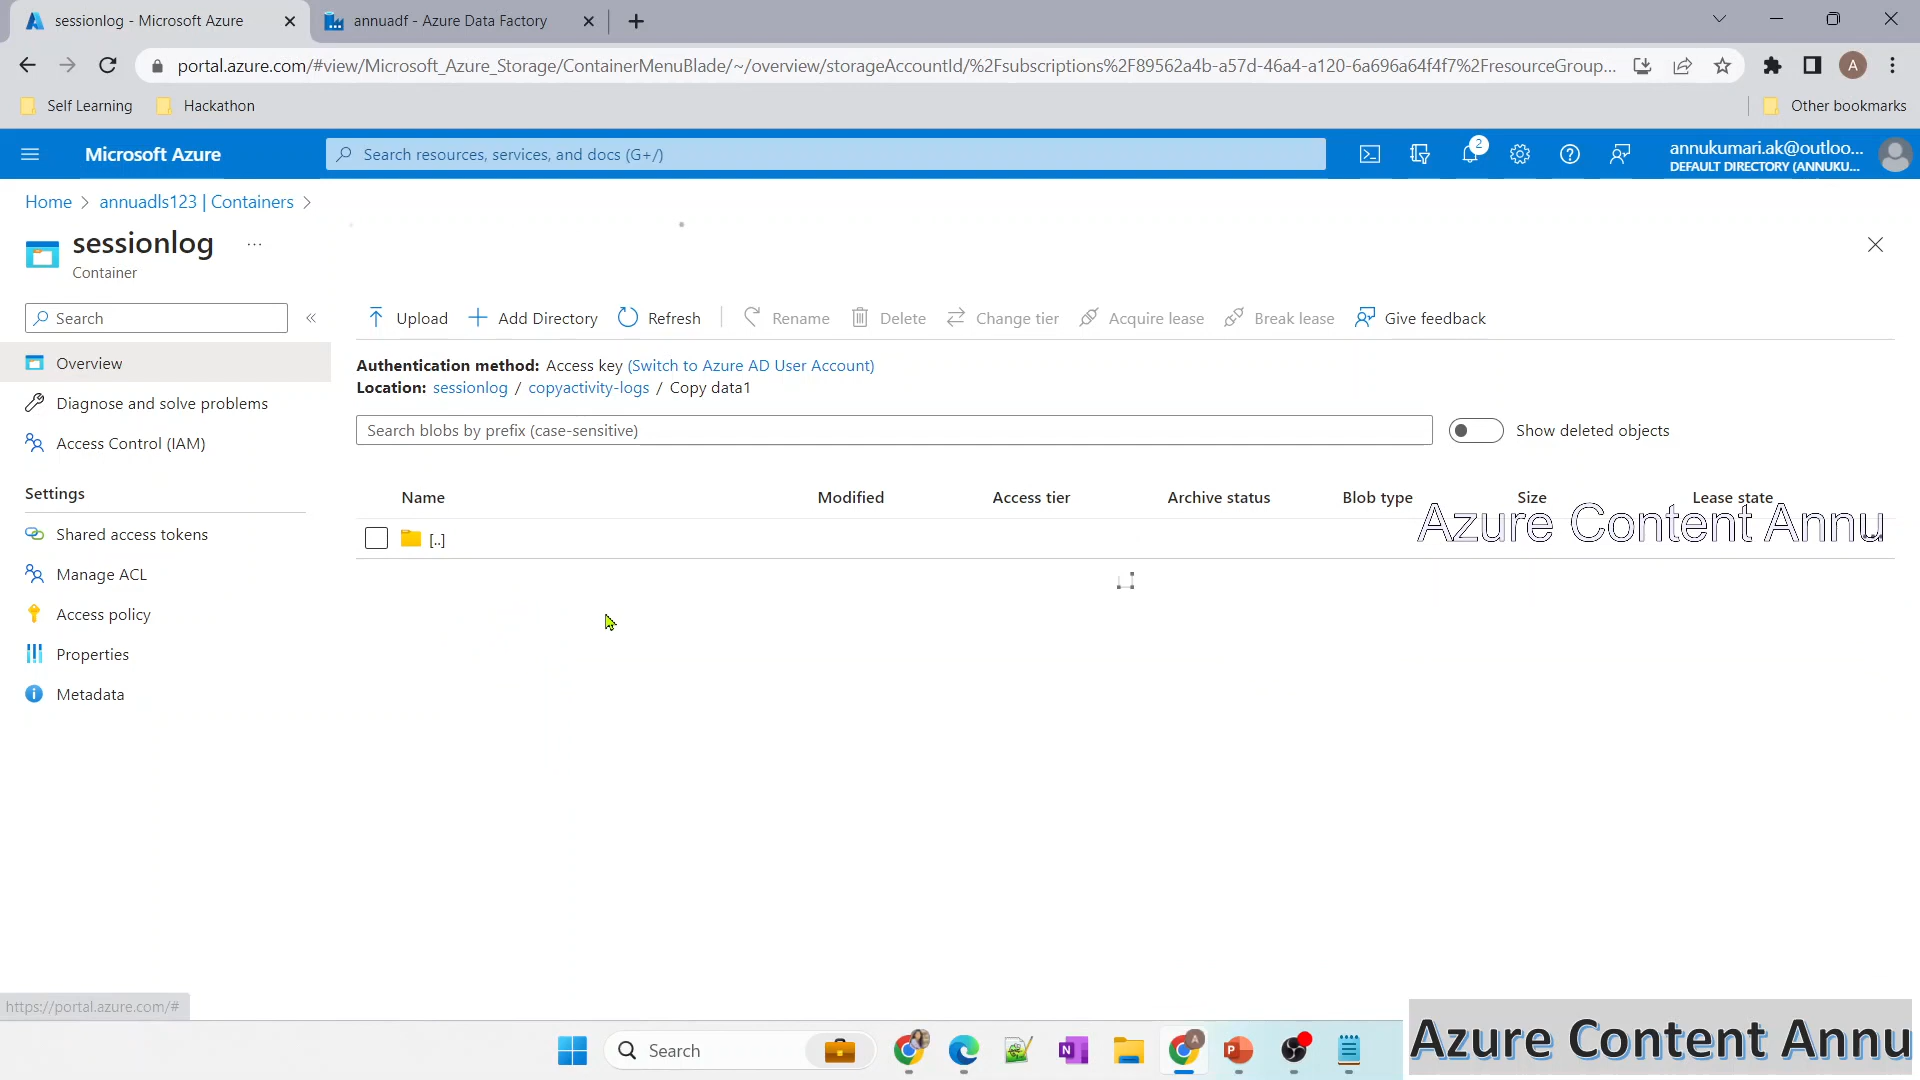 sessionlog - Microsoft Azure
annuadf - Azure Data Factory
portal.azure.com/#view/Microsoft_Azure_Storage/ContainerMenuBlade/~/overview/storageAccountId/%2Fsubscriptions%2F89562a4b-a57d-46a4-a120-6a696a64f4f7%2FresourceGroup...
A
Self Learning
Hackathon
Other bookmarks
Microsoft Azure
Search resources, services, and docs (G+/)
2
annukumari.ak@outloo...
DEFAULT DIRECTORY (ANNUKU...
Home > annuadls123 | Containers >
sessionlog ...
Container
Search
«
Upload
Add Directory
Refresh
Rename
Delete
Change tier
Acquire lease
Break lease
Give feedback
Overview
Diagnose and solve problems
Access Control (IAM)
Settings
Shared access tokens
Manage ACL
Access policy
Properties
Metadata
Authentication method: Access key (Switch to Azure AD User Account)
Location: sessionlog / copyactivity-logs / Copy data1
Search blobs by prefix (case-sensitive)
Show deleted objects
Name Modified Access tier Archive status Blob type Size Lease state
[..]
Azure Content Annu
https://portal.azure.com/#
Search
Azure Content Annu